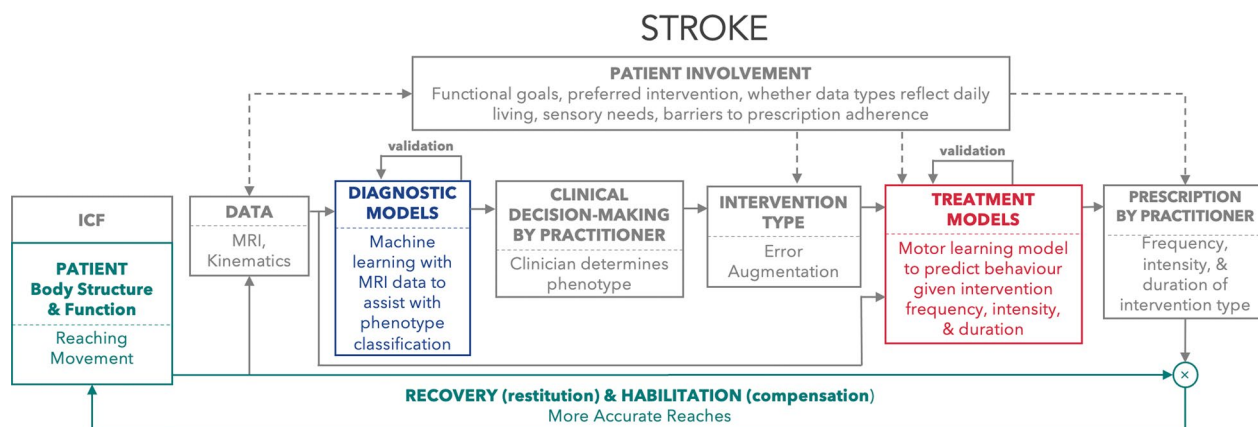 STROKE
PATIENT INVOLVEMENT
Functional goals, preferred intervention, whether data types reflect daily
living, sensory needs, barriers to prescription adherence
validation
validation
ICF
PATIENT
Body Structure
& Function
Reaching
Movement
DATA
MRI,
Kinematics
DIAGNOSTIC
MODELS
Machine
learning with
MRI data to
assist with
phenotype
classification
CLINICAL
DECISION-MAKING
BY PRACTITIONER
Clinician determines
phenotype
INTERVENTION
TYPE
Error
Augmentation
TREATMENT
MODELS
Motor learning model
to predict behaviour
given intervention
frequency, intensity,
& duration
PRESCRIPTION
BY PRACTITIONER
Frequency,
intensity, &
duration of
intervention type
×
RECOVERY (restitution) & HABILITATION (compensation)
More Accurate Reaches